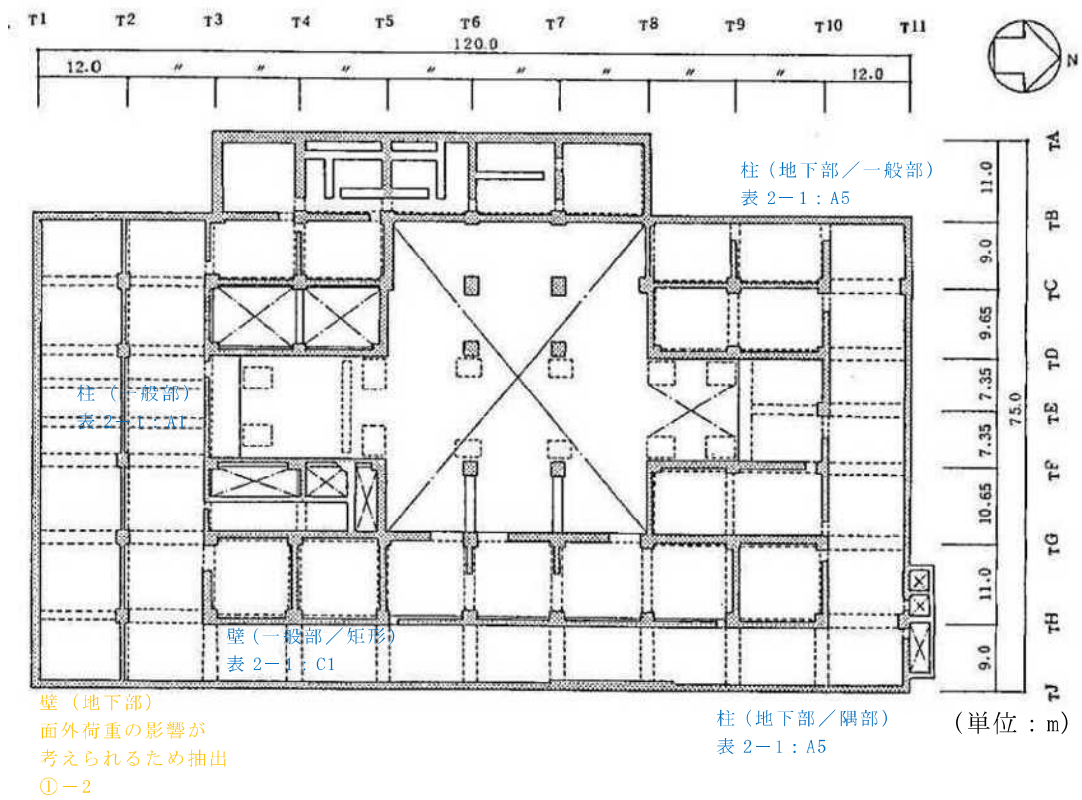 T1 T2 T3 T4 T5 T6 T7 T8 T9 T10 T11
120.0
12.0 〃 〃 〃 〃 〃 〃 〃 〃 12.0
N
TA
11.0
TB
9.0
TC
9.65
TD
7.35
TE
7.35
TF
10.65
TG
11.0
TH
9.0
TJ
75.0
柱（地下部／一般部）
表 2－1：A5
柱（一般部）
表 2－1：A1
壁（一般部／矩形）
表 2－1：C1
壁（地下部）
面外荷重の影響が
考えられるため抽出
①－2
柱（地下部／隅部）
表 2－1：A5
(単位：m)